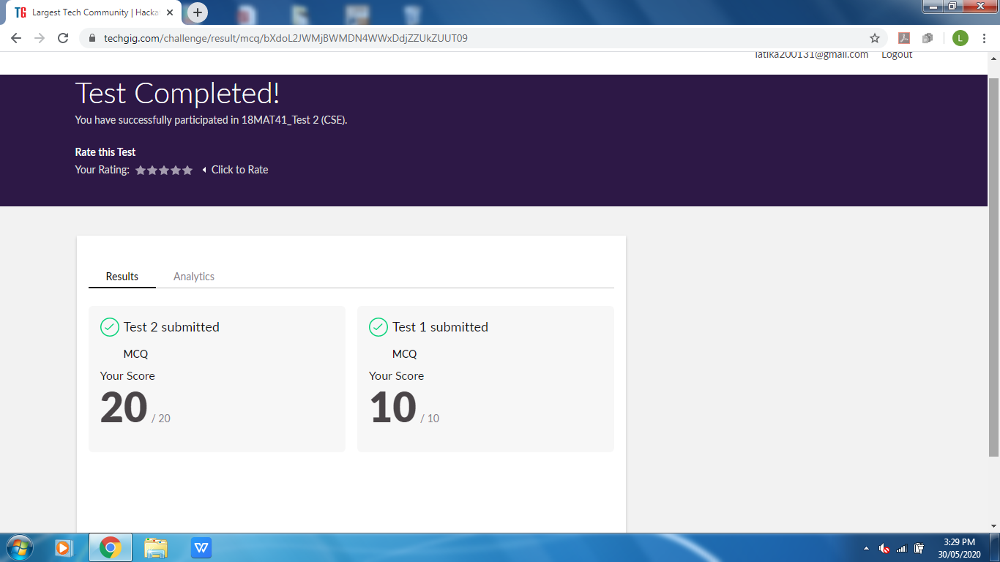 TG Largest Tech Community | Hacka
techgig.com/challenge/result/mcq/bXdoL2JWMjBWMDN4WWxDdjZZUkZUUT09
L
latika200131@gmail.com Logout
Test Completed!
You have successfully participated in 18MAT41_Test 2 (CSE).
Rate this Test
Your Rating: Click to Rate
Results Analytics
Test 2 submitted
MCQ
Your Score
20 / 20
Test 1 submitted
MCQ
Your Score
10 / 10
W
3:29 PM
30/05/2020